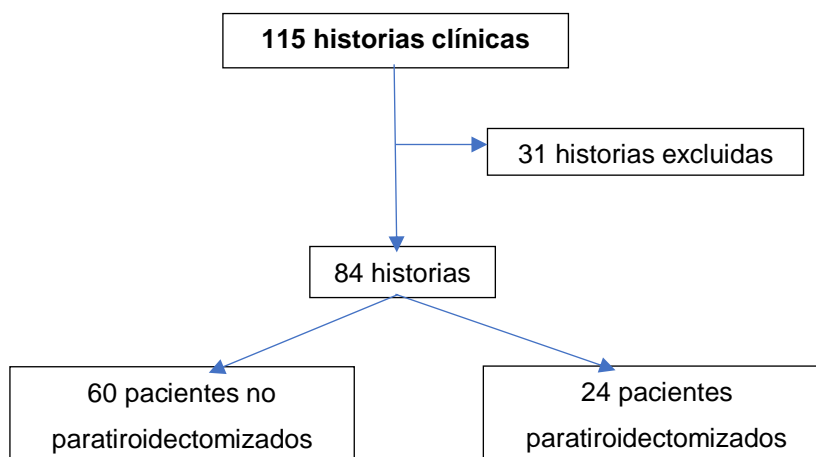 115 historias clínicas
31 historias excluidas
84 historias
60 pacientes no
paratiroidectomizados
24 pacientes
paratiroidectomizados